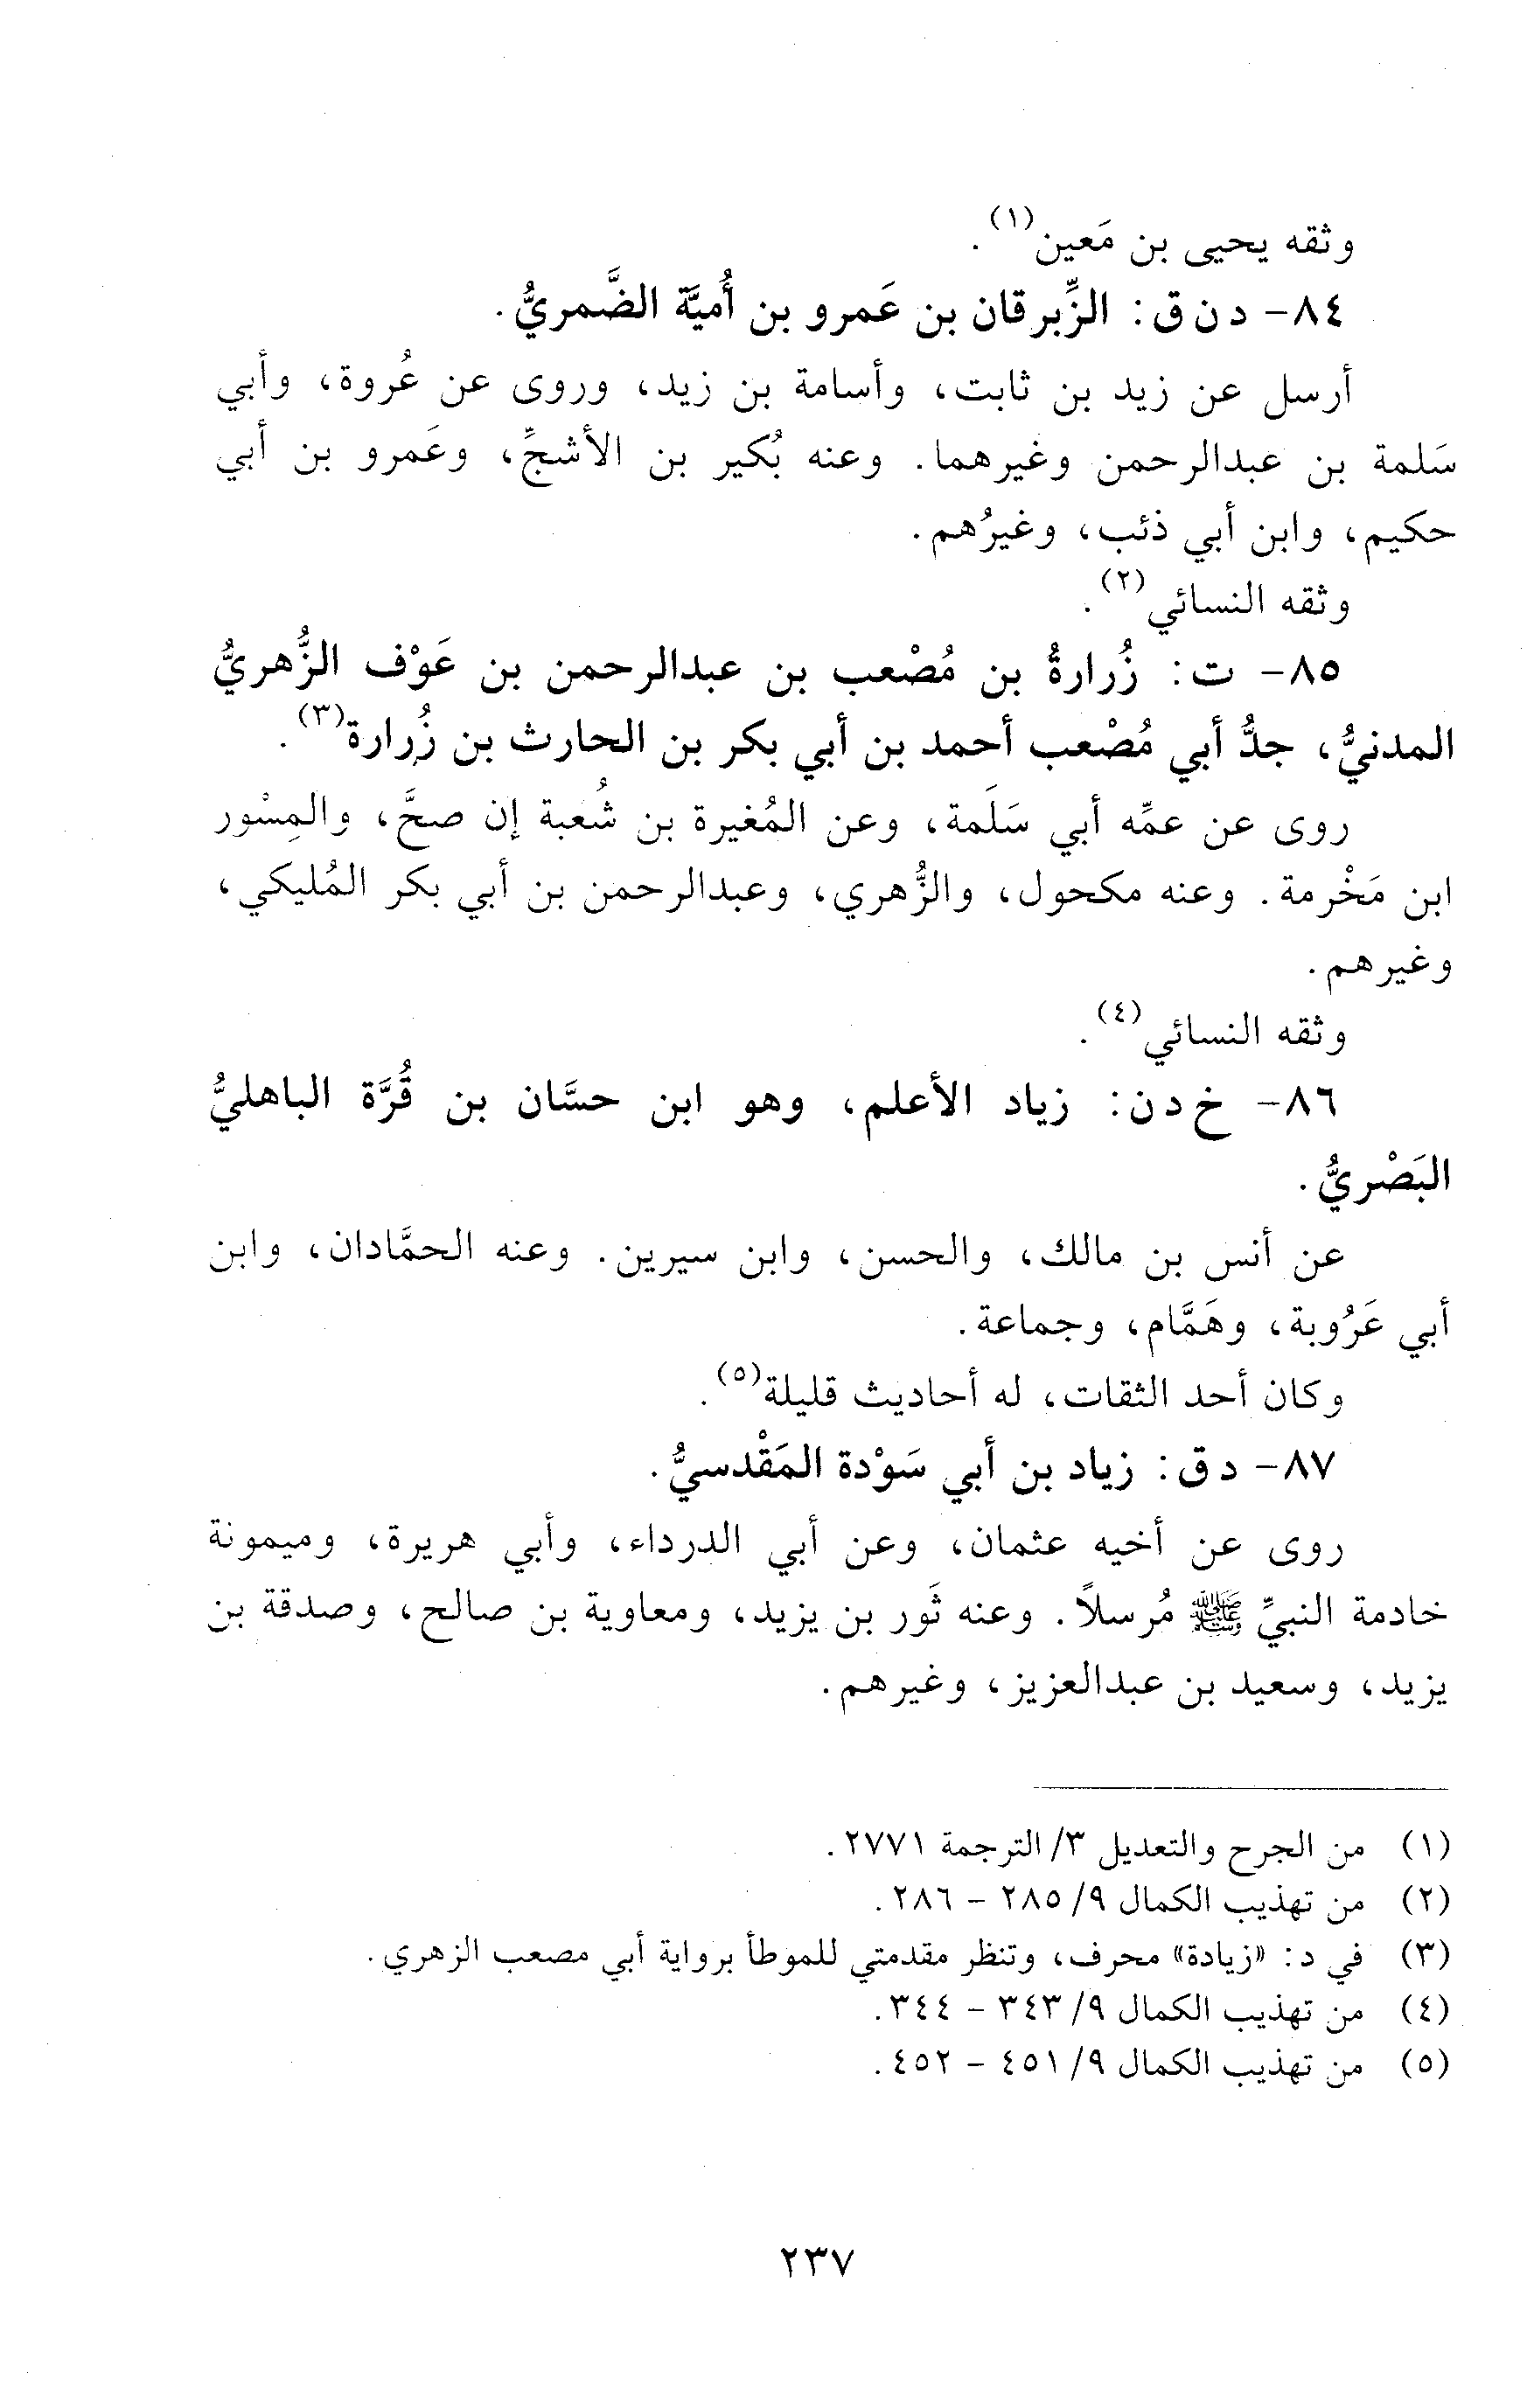 وثقه يحيى بن مَعين(١).
٨٤- د ن ق: الزِّبرقان بن عَمرو بن أُميَّة الضَّمريُّ.
أرسل عن زيد بن ثابت، وأسامة بن زيد، وروى عن عُروة، وأبي
سَلمة بن عبدالرحمن وغيرهما. وعنه بُكير بن الأشجِّ، وعَمرو بن أبي
حكيم، وابن أبي ذئب، وغيرُهم.
وثقه النسائي(٢).
٨٥- ت: زُرارةُ بن مُصْعب بن عبدالرحمن بن عَوْف الزُّهريُّ
المدنيُّ، جدُّ أبي مُصْعب أحمد بن أبي بكر بن الحارث بن زُرارة(٣).
روى عن عمِّه أبي سَلَمة، وعن المُغيرة بن شُعبة إن صحَّ، والمِسْور
ابن مَخْرمة. وعنه مكحول، والزُّهري، وعبدالرحمن بن أبي بكر المُليكي،
وغيرهم.
وثقه النسائي(٤).
٨٦- خ د ن: زياد الأعلم، وهو ابن حسَّان بن قُرَّة الباهليُّ
البَصْريُّ.
عن أنس بن مالك، والحسن، وابن سيرين. وعنه الحمَّادان، وابن
أبي عَرُوبة، وهَمَّام، وجماعة.
وكان أحد الثقات، له أحاديث قليلة(٥).
٨٧- د ق: زياد بن أبي سَوْدة المَقْدسيُّ.
روى عن أخيه عثمان، وعن أبي الدرداء، وأبي هريرة، وميمونة
خادمة النبيِّ ﷺ مُرسلاً. وعنه ثَور بن يزيد، ومعاوية بن صالح، وصدقة بن
يزيد، وسعيد بن عبدالعزيز، وغيرهم.
(١) من الجرح والتعديل ٣/ الترجمة ٢٧٧١.
(٢) من تهذيب الكمال ٩/ ٢٨٥ - ٢٨٦.
(٣) في د: «زيادة» محرف، وتنظر مقدمتي للموطأ برواية أبي مصعب الزهري.
(٤) من تهذيب الكمال ٩/ ٣٤٣ - ٣٤٤.
(٥) من تهذيب الكمال ٩/ ٤٥١ - ٤٥٢.
٢٣٧